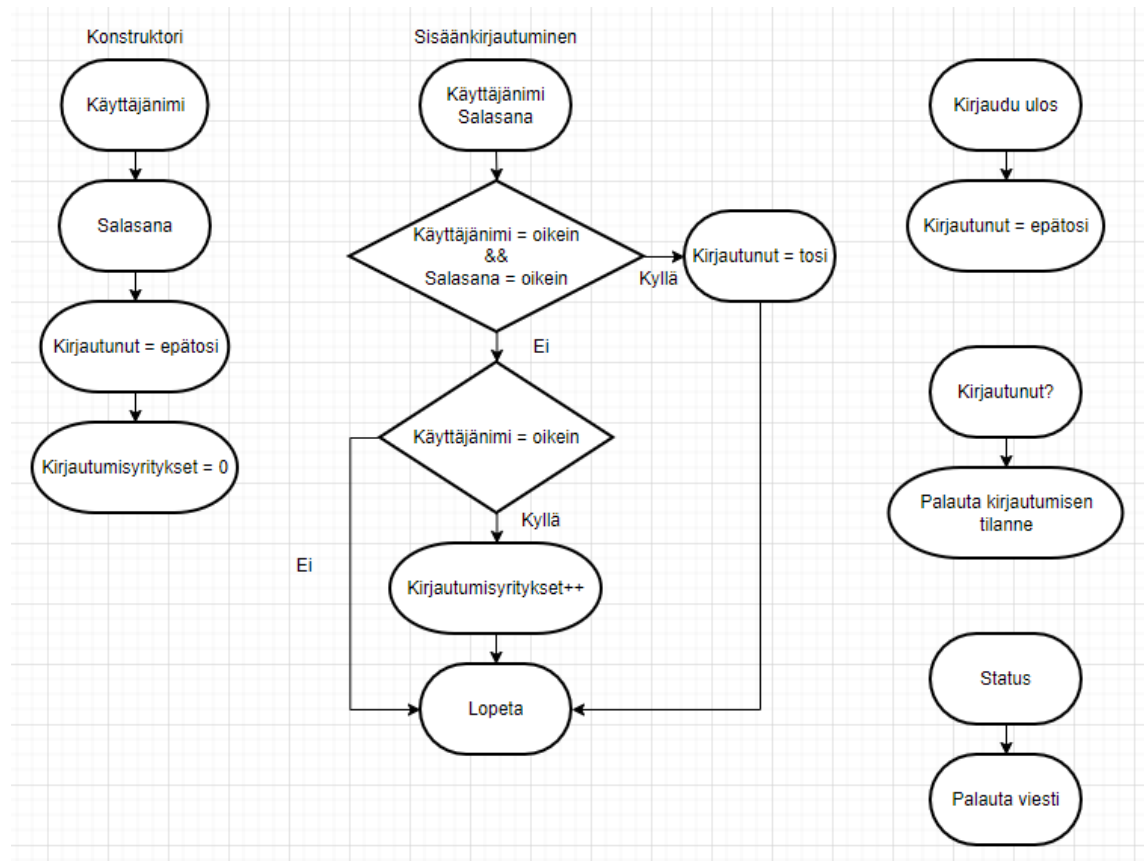 Konstruktori
Käyttäjänimi
Salasana
Kirjautunut = epätosi
Kirjautumisyritykset = 0
Sisäänkirjautuminen
Käyttäjänimi
Salasana
Käyttäjänimi = oikein
&&
Salasana = oikein
Kyllä
Kirjautunut = tosi
Ei
Käyttäjänimi = oikein
Kyllä
Ei
Kirjautumisyritykset++
Lopeta
Kirjaudu ulos
Kirjautunut = epätosi
Kirjautunut?
Palauta kirjautumisen
tilanne
Status
Palauta viesti